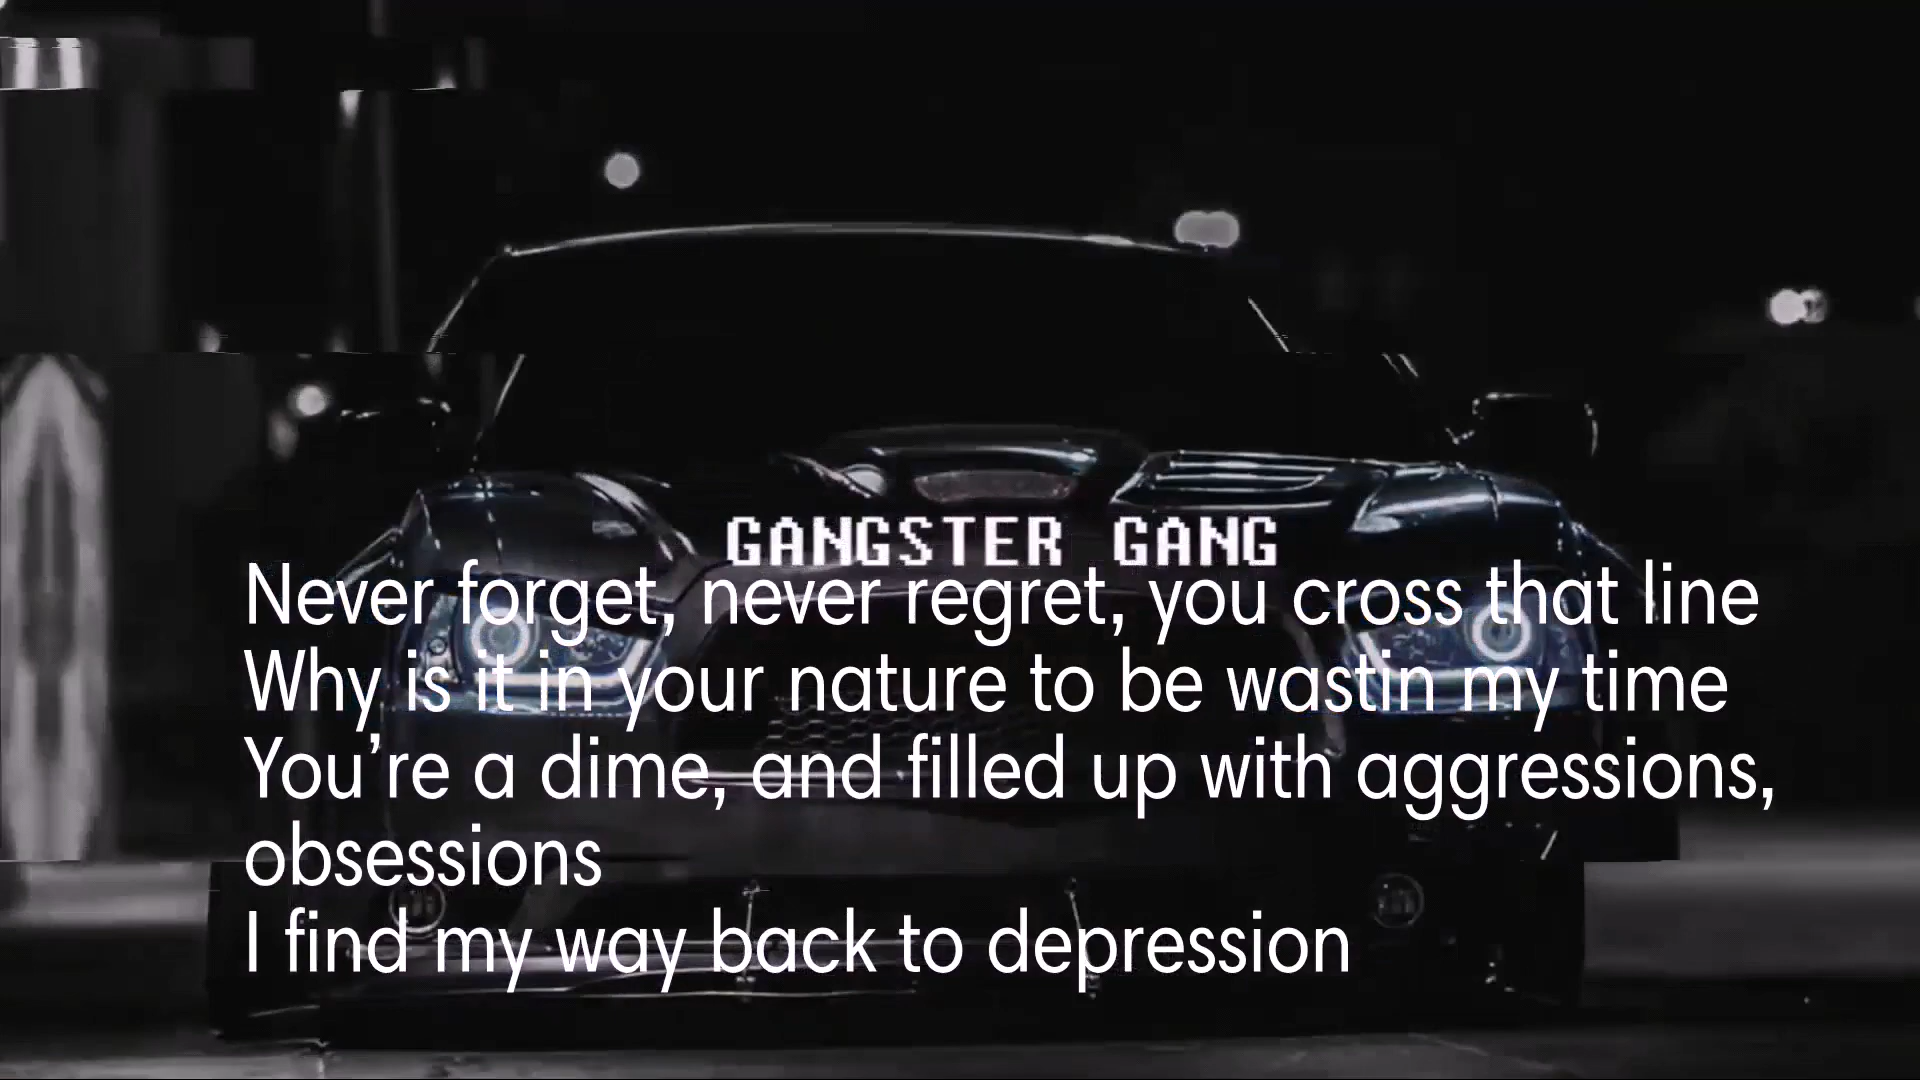 GANGSTER GANG
Never forget, never regret, you cross that line
Why is it in your nature to be wastin my time
You’re a dime, and filled up with aggressions,
obsessions
I find my way back to depression